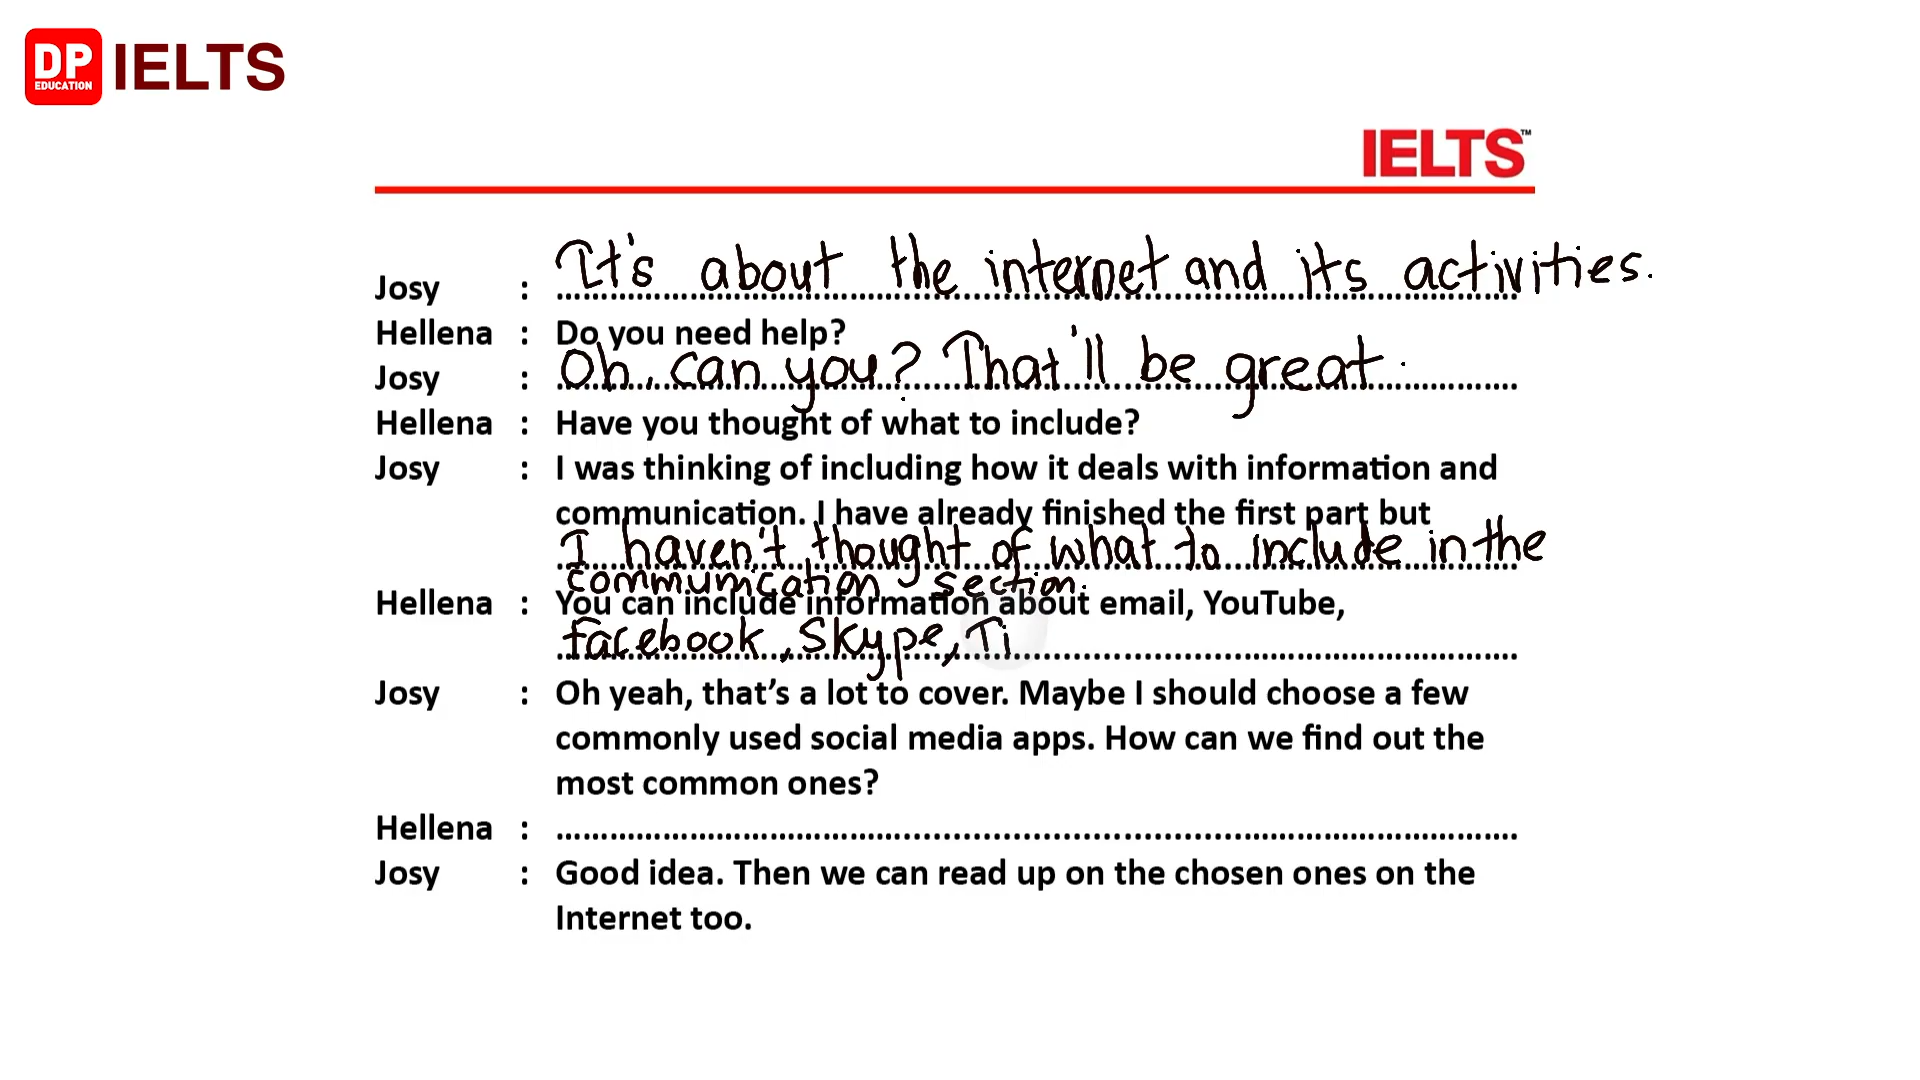 DP EDUCATION IELTS
IELTS™
Josy : It's about the internet and its activities.
Hellena : Do you need help?
Josy : Oh, can you? That'll be great.
Hellena : Have you thought of what to include?
Josy : I was thinking of including how it deals with information and
communication. I have already finished the first part but
I haven't thought of what to include in the
communication section.
Hellena : You can include information about email, YouTube,
facebook, Skype, Ti
Josy : Oh yeah, that's a lot to cover. Maybe I should choose a few
commonly used social media apps. How can we find out the
most common ones?
Hellena : ....................................................................................................
Josy : Good idea. Then we can read up on the chosen ones on the
Internet too.